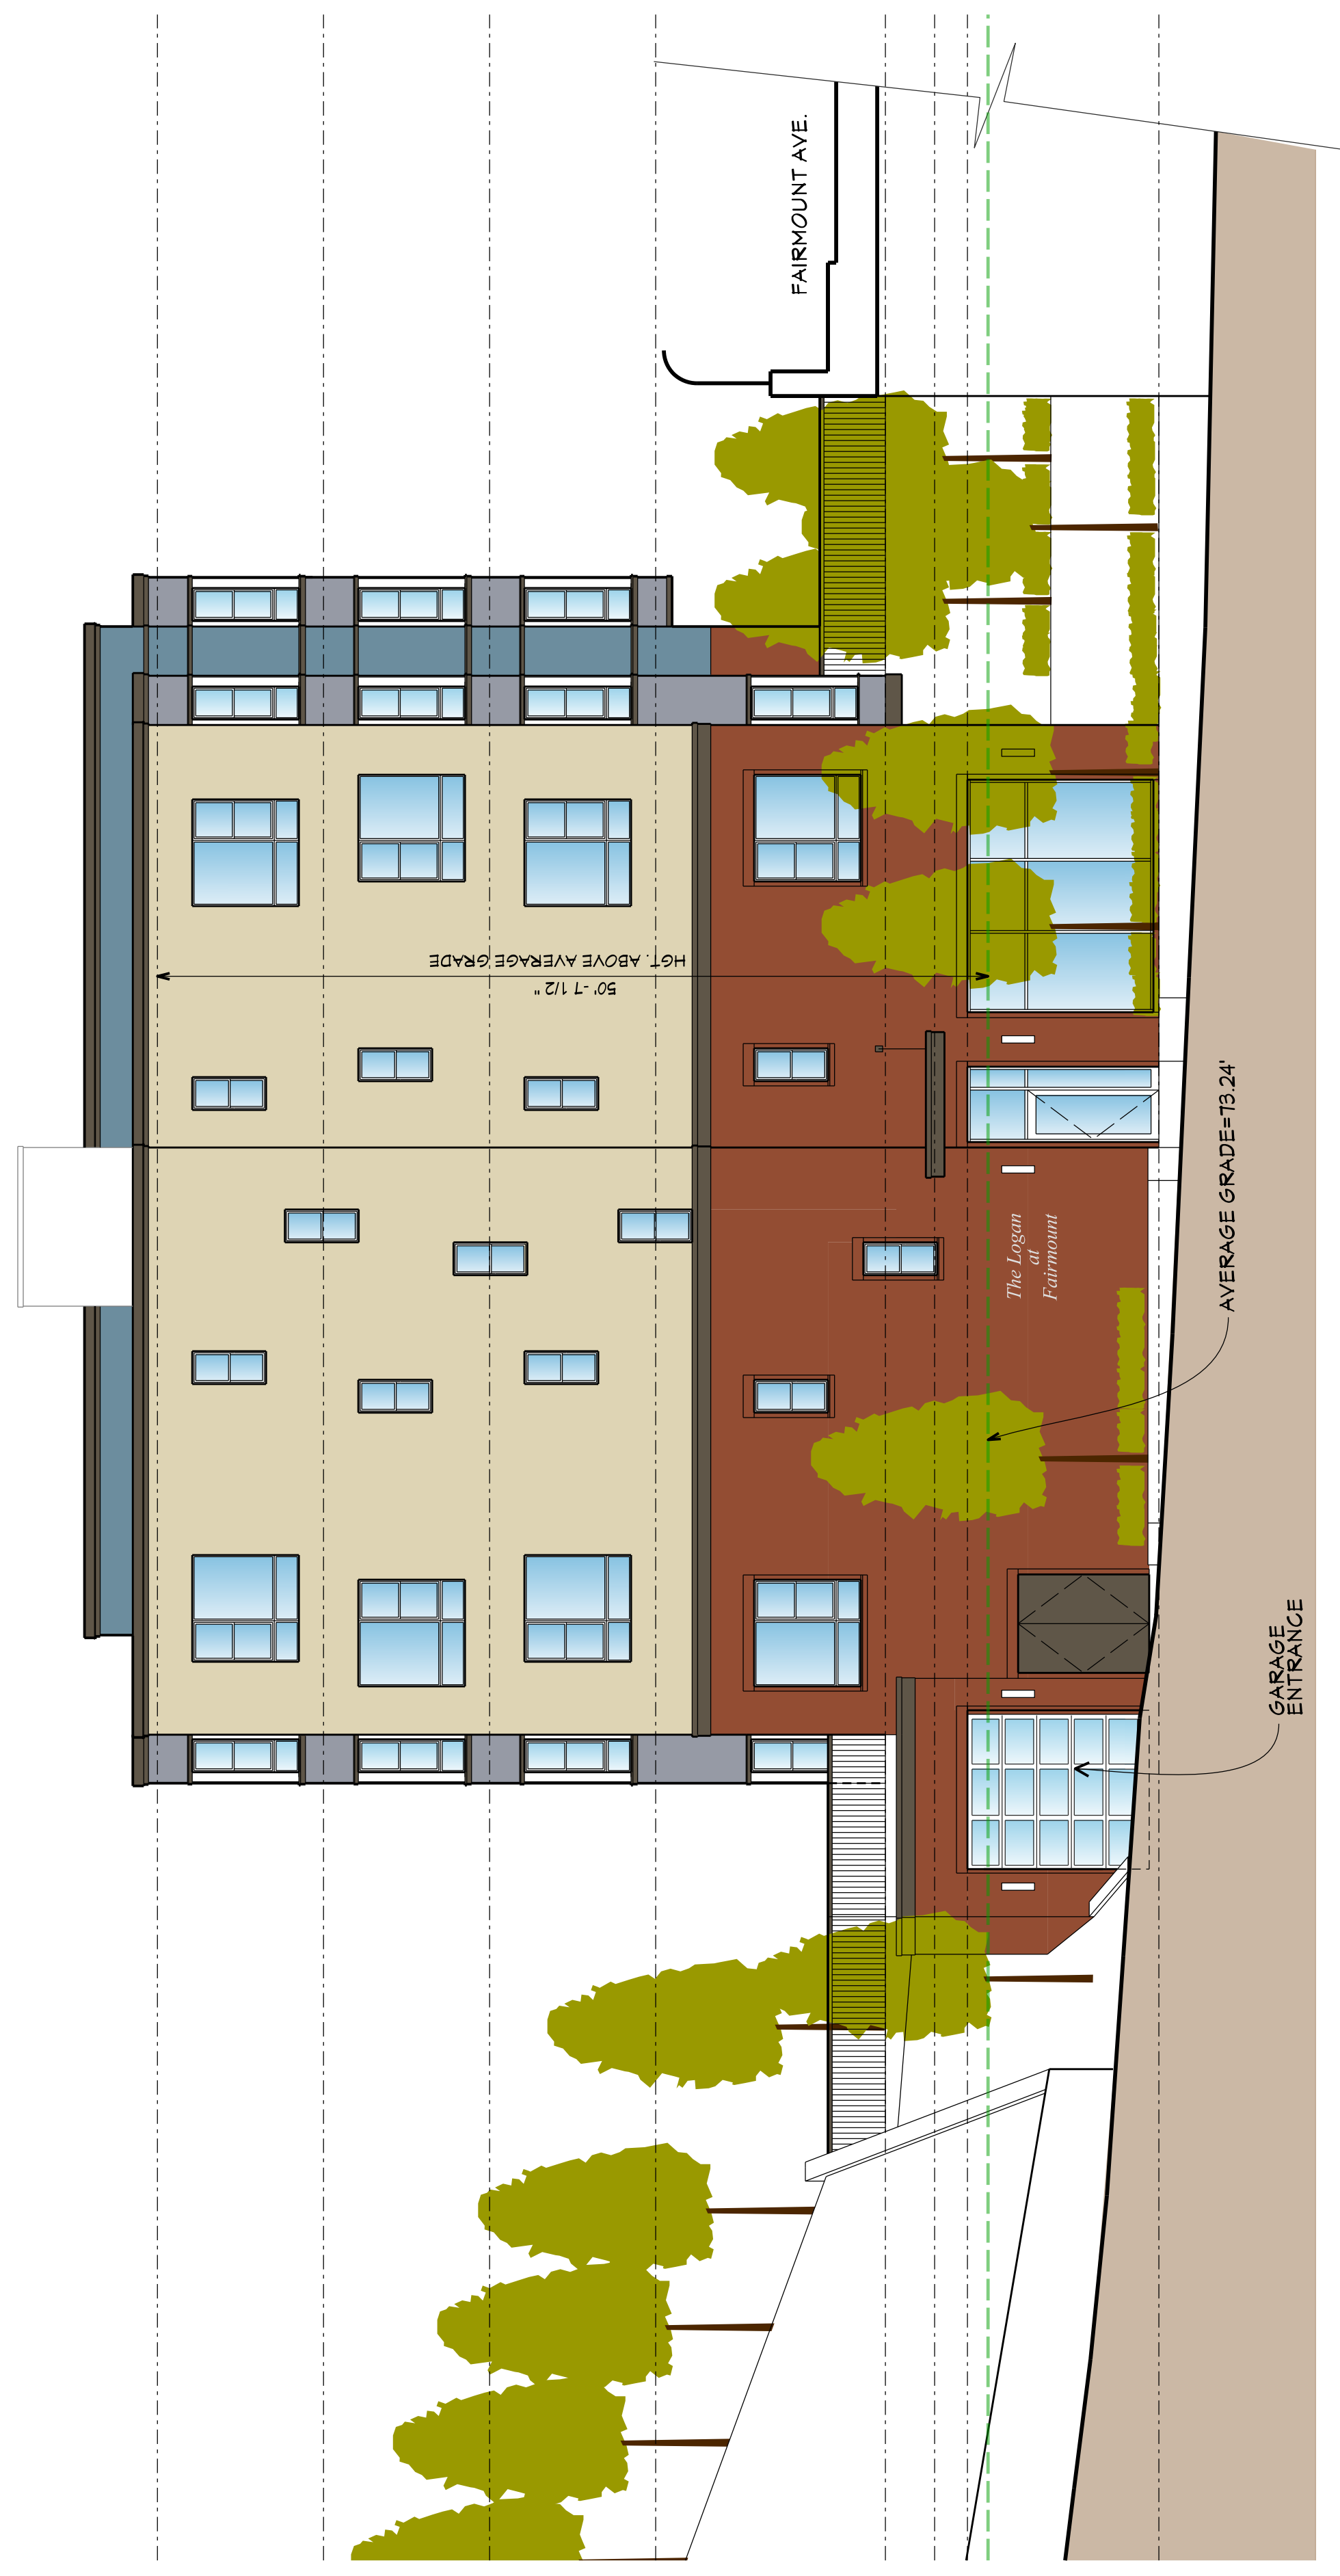 FAIRMOUNT AVE.
50'-7 1/2"
HGT. ABOVE AVERAGE GRADE
The Logan
at
Fairmount
AVERAGE GRADE=73.24'
GARAGE
ENTRANCE